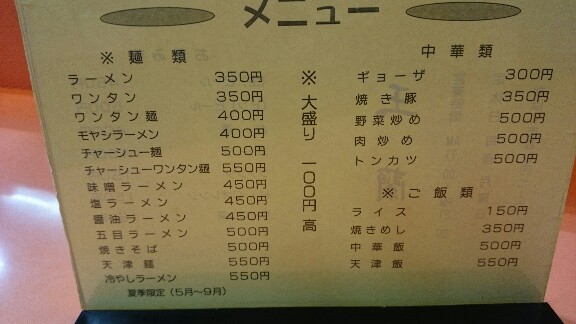 メニュー
※ 麺 類
ラーメン 350円
ワンタン 350円
ワンタン麺 400円
モヤシラーメン 400円
チャーシュー麺 500円
チャーシューワンタン麺 550円
味噌ラーメン 450円
塩ラーメン 450円
醤油ラーメン 450円
五目ラーメン 500円
焼きそば 500円
天津麺 550円
冷やしラーメン 550円
夏季限定（5月～9月）
※ 大盛り 100円 高
中華類
ギョーザ 300円
焼き豚 350円
野菜炒め 500円
肉炒め 500円
トンカツ 500円
※ ご飯類
ライス 150円
焼きめし 350円
中華飯 500円
天津飯 550円